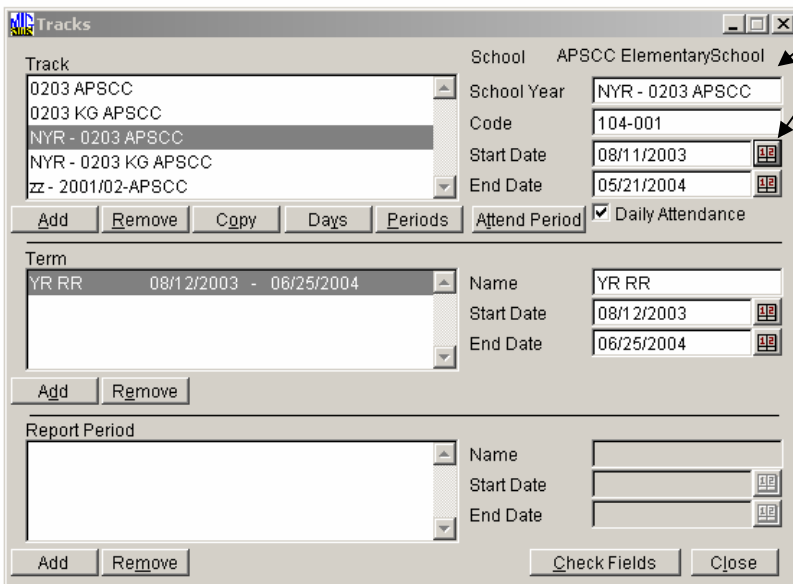 Tracks
Track
0203 APSCC
0203 KG APSCC
NYR - 0203 APSCC
NYR - 0203 KG APSCC
zz - 2001/02-APSCC
School APSCC ElementarySchool
School Year NYR - 0203 APSCC
Code 104-001
Start Date 08/11/2003
End Date 05/21/2004
Add Remove Copy Days Periods Attend Period Daily Attendance
Term
YR RR 08/12/2003 - 06/25/2004
Name YR RR
Start Date 08/12/2003
End Date 06/25/2004
Add Remove
Report Period
Name
Start Date
End Date
Add Remove Check Fields Close